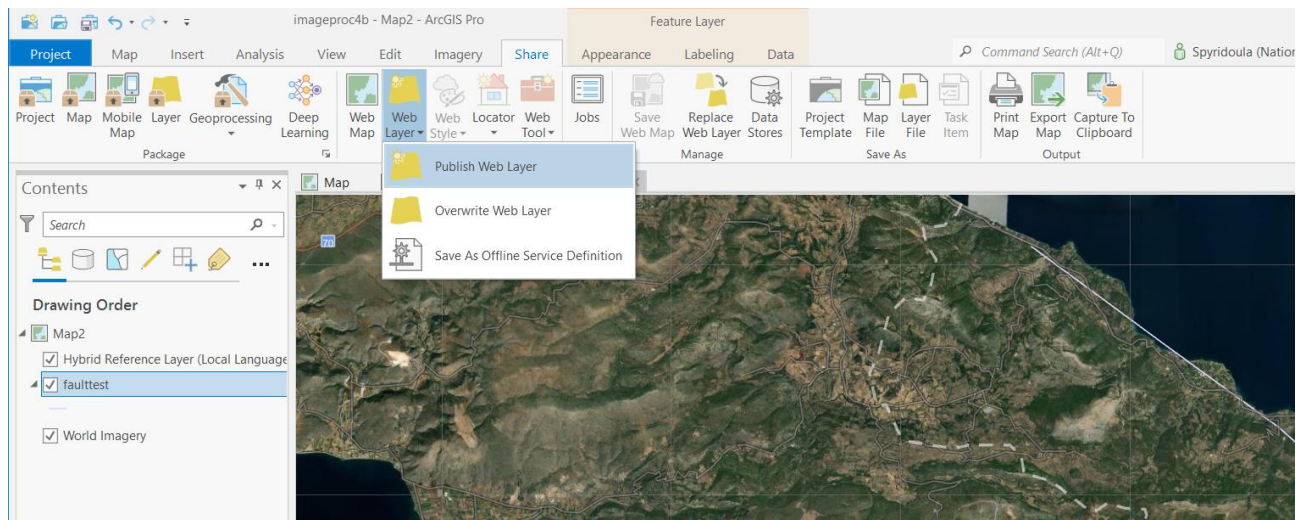 imageproc4b - Map2 - ArcGIS Pro
Feature Layer
Project Map Insert Analysis View Edit Imagery Share Appearance Labeling Data
Command Search (Alt+Q)
Spyridoula (Nation
Project Map Mobile Layer Geoprocessing Deep Web Web Web Locator Web Jobs Save Replace Data Project Map Layer Task Print Export Capture To
Map Learning Map Layer Style Tool Web Map Web Layer Stores Template File File Item Map Map Clipboard
Package Manage Save As Output
Publish Web Layer
Overwrite Web Layer
Save As Offline Service Definition
Contents
Map
Search
70
Drawing Order
Map2
Hybrid Reference Layer (Local Language
faulttest
World Imagery